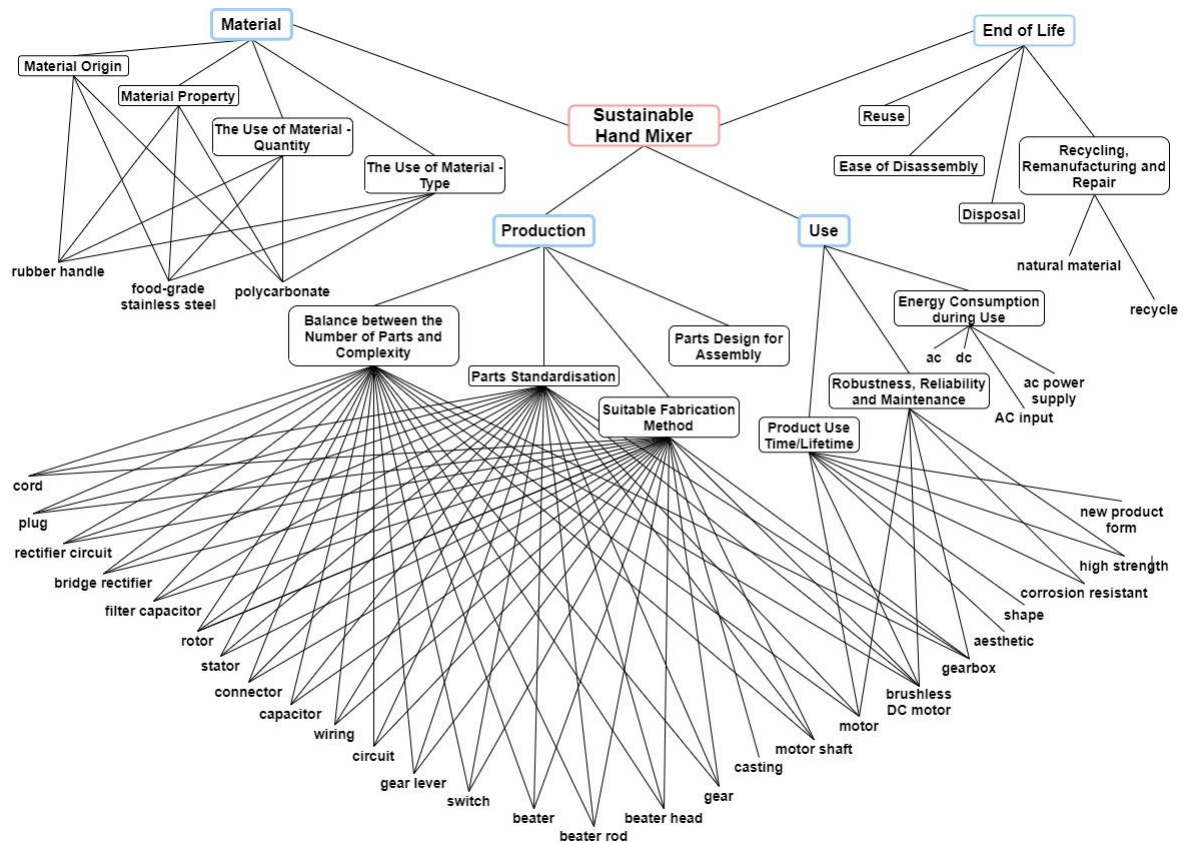 Material
End of Life
Material Origin
Material Property
The Use of Material -
Quantity
The Use of Material -
Type
Sustainable
Hand Mixer
Reuse
Ease of Disassembly
Disposal
Recycling,
Remanufacturing and
Repair
Production
Use
rubber handle
food-grade
stainless steel
polycarbonate
natural material
recycle
Balance between the
Number of Parts and
Complexity
Parts Standardisation
Suitable Fabrication
Method
Parts Design for
Assembly
Energy Consumption
during Use
ac
dc
ac power
supply
AC input
Robustness, Reliability
and Maintenance
Product Use
Time/Lifetime
cord
plug
rectifier circuit
bridge rectifier
filter capacitor
rotor
stator
connector
capacitor
wiring
circuit
gear lever
switch
beater
beater rod
beater head
gear
casting
motor shaft
motor
brushless
DC motor
gearbox
aesthetic
shape
corrosion resistant
high strength
new product
form